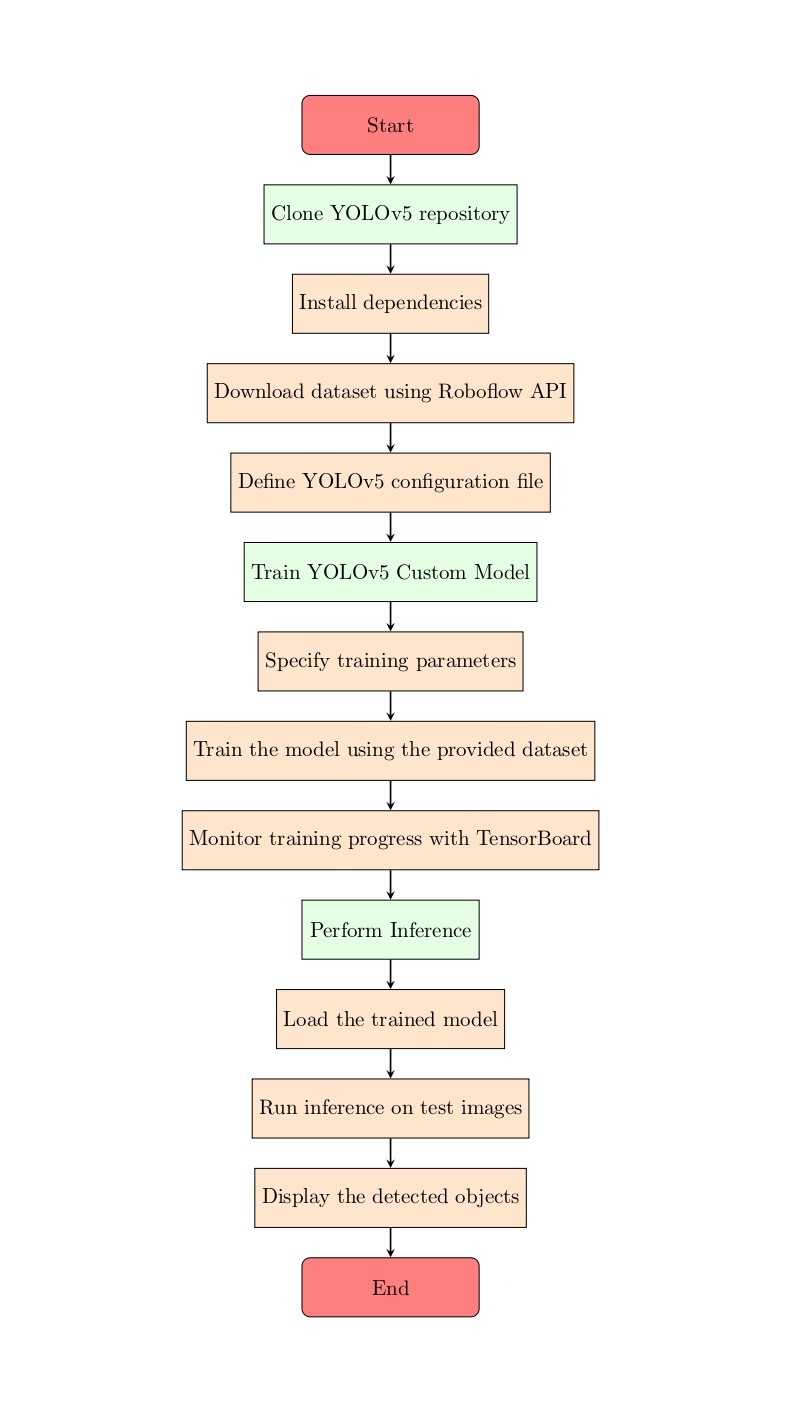 Start
Clone YOLOv5 repository
Install dependencies
Download dataset using Roboflow API
Define YOLOv5 configuration file
Train YOLOv5 Custom Model
Specify training parameters
Train the model using the provided dataset
Monitor training progress with TensorBoard
Perform Inference
Load the trained model
Run inference on test images
Display the detected objects
End